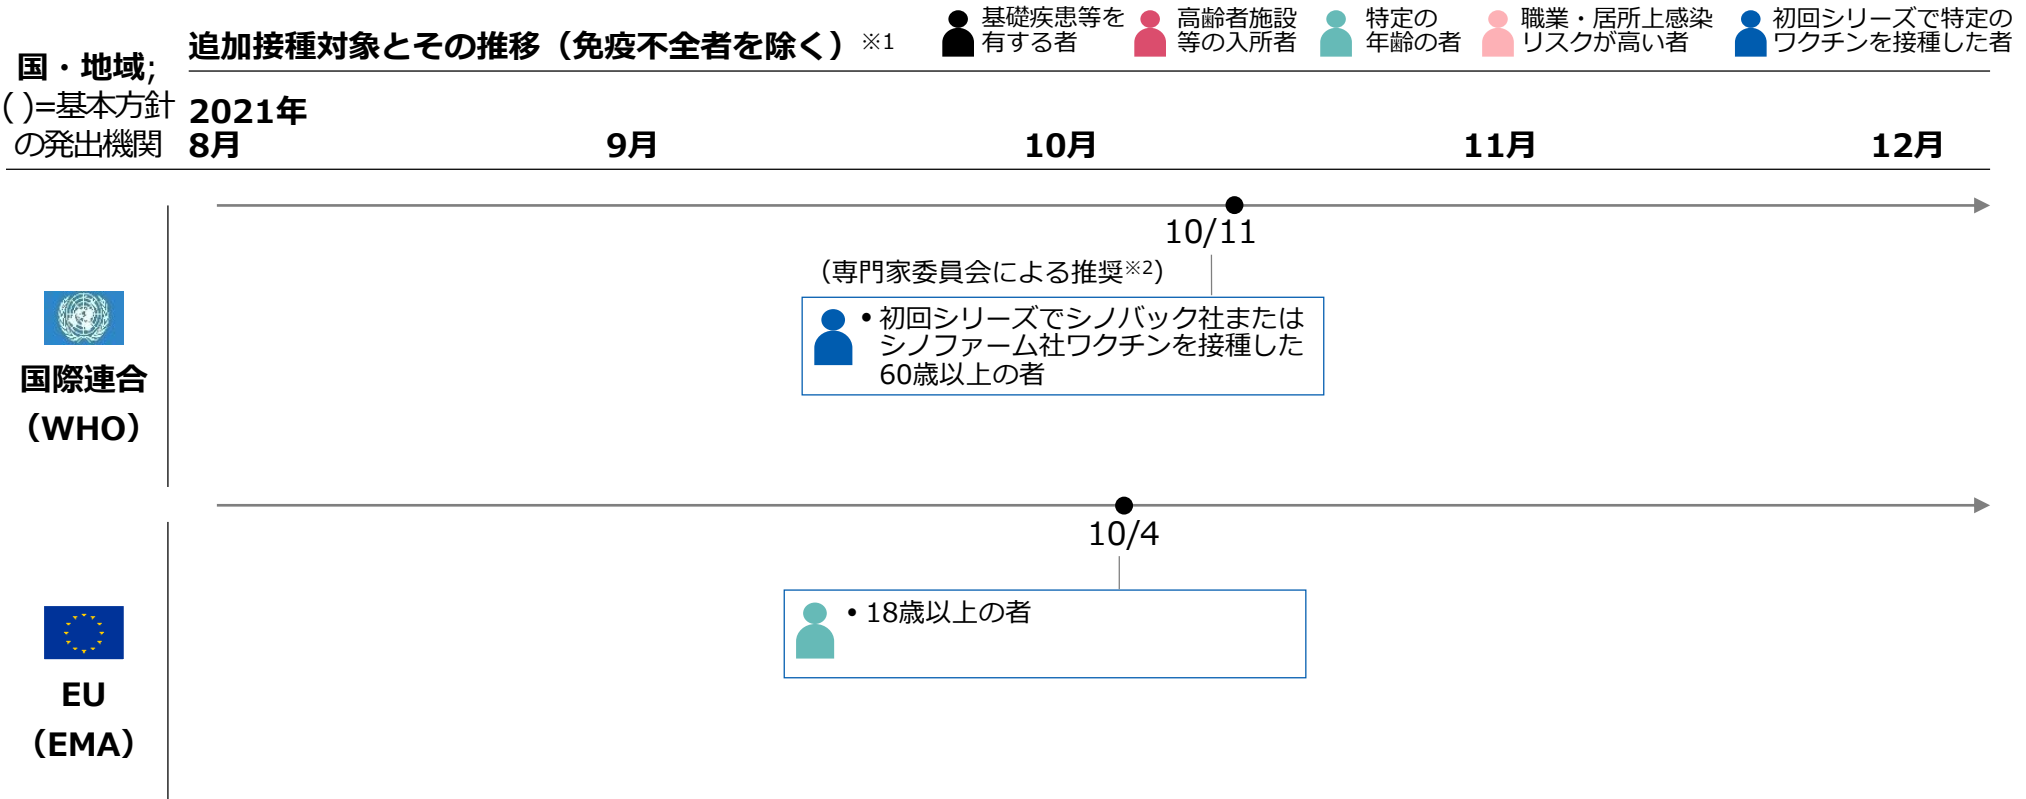 国・地域;
( )=基本方針
の発出機関
追加接種対象とその推移（免疫不全者を除く）※1
基礎疾患等を
有する者
高齢者施設
等の入所者
特定の
年齢の者
職業・居所上感染
リスクが高い者
初回シリーズで特定の
ワクチンを接種した者
2021年
8月
9月
10月
11月
12月
国際連合
（WHO）
10/11
（専門家委員会による推奨※2）
• 初回シリーズでシノバック社または
シノファーム社ワクチンを接種した
60歳以上の者
EU
（EMA）
10/4
• 18歳以上の者